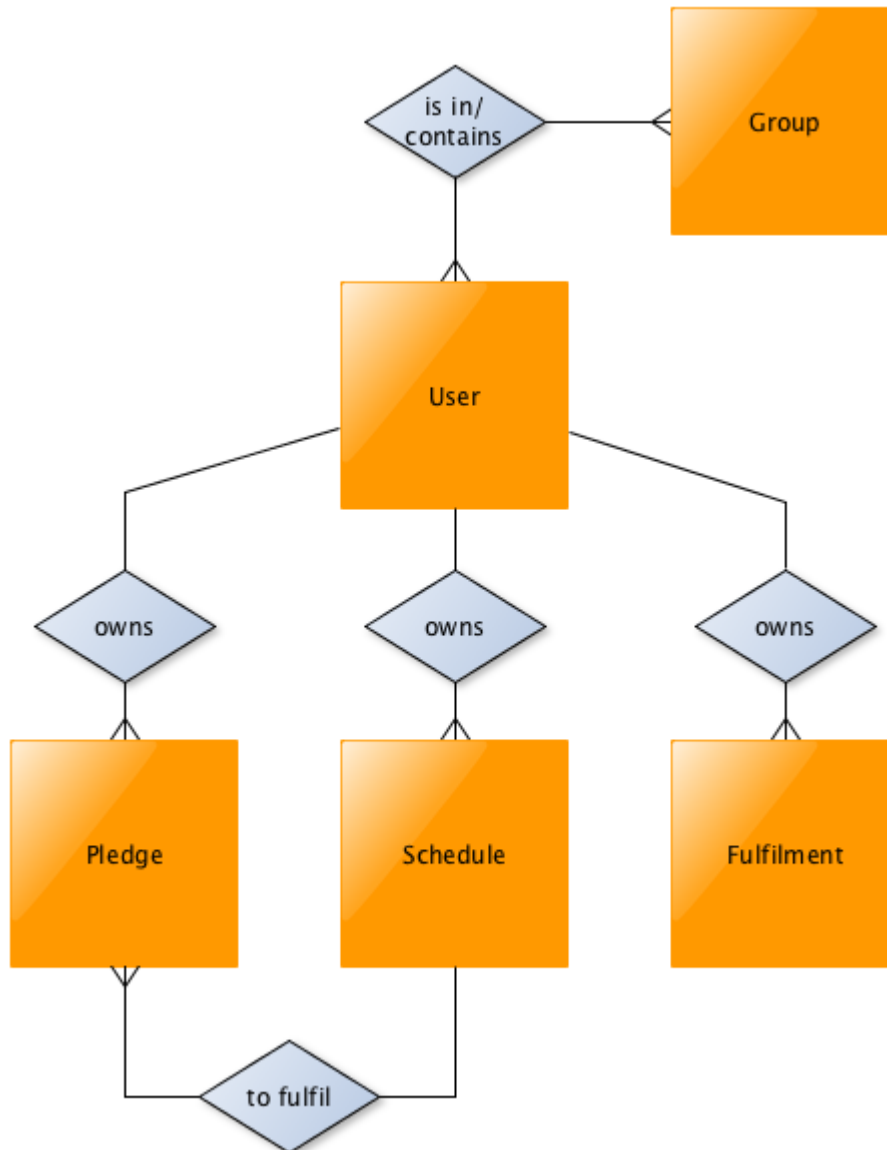 is in/
contains
Group
User
owns
owns
owns
Pledge
Schedule
Fulfilment
to fulfil